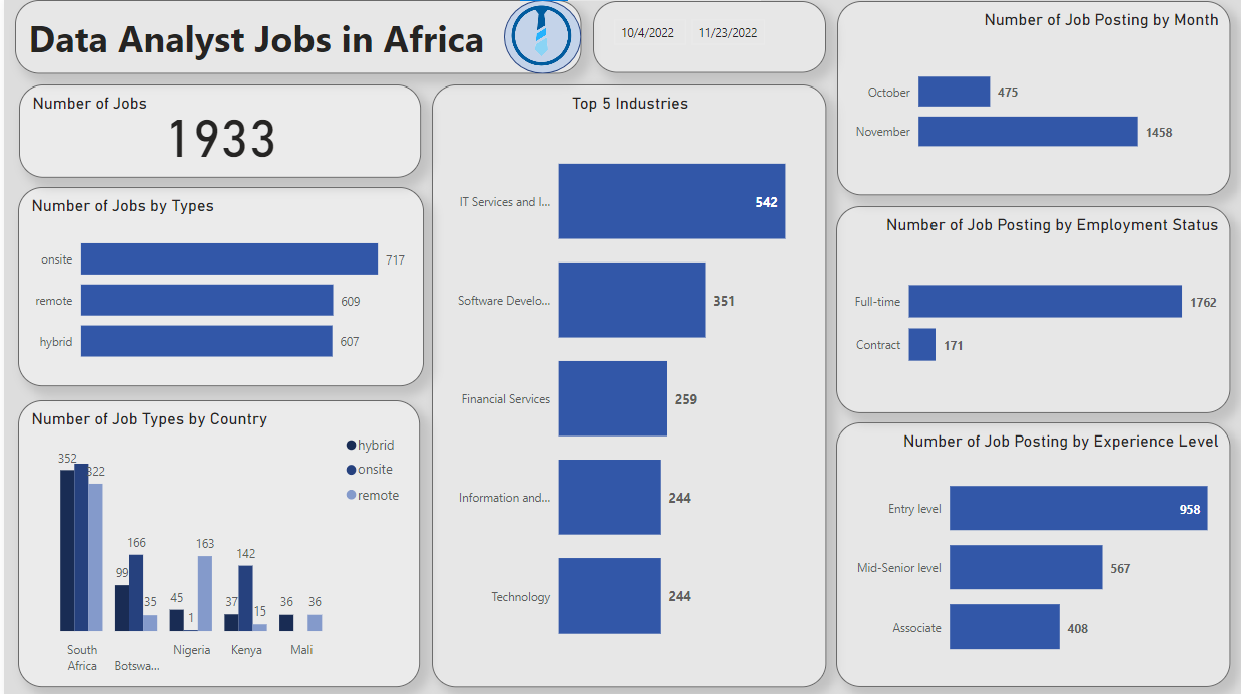 Data Analyst Jobs in Africa
10/4/2022 11/23/2022
Number of Jobs
1933
Number of Jobs by Types
onsite 717
remote 609
hybrid 607
Number of Job Types by Country
hybrid
onsite
remote
352 322
99 166 35
45 1 163
37 142 15
36 36
South Africa
Botswa...
Nigeria
Kenya
Mali
Top 5 Industries
IT Services and I... 542
Software Develo... 351
Financial Services 259
Information and... 244
Technology 244
Number of Job Posting by Month
October 475
November 1458
Number of Job Posting by Employment Status
Full-time 1762
Contract 171
Number of Job Posting by Experience Level
Entry level 958
Mid-Senior level 567
Associate 408